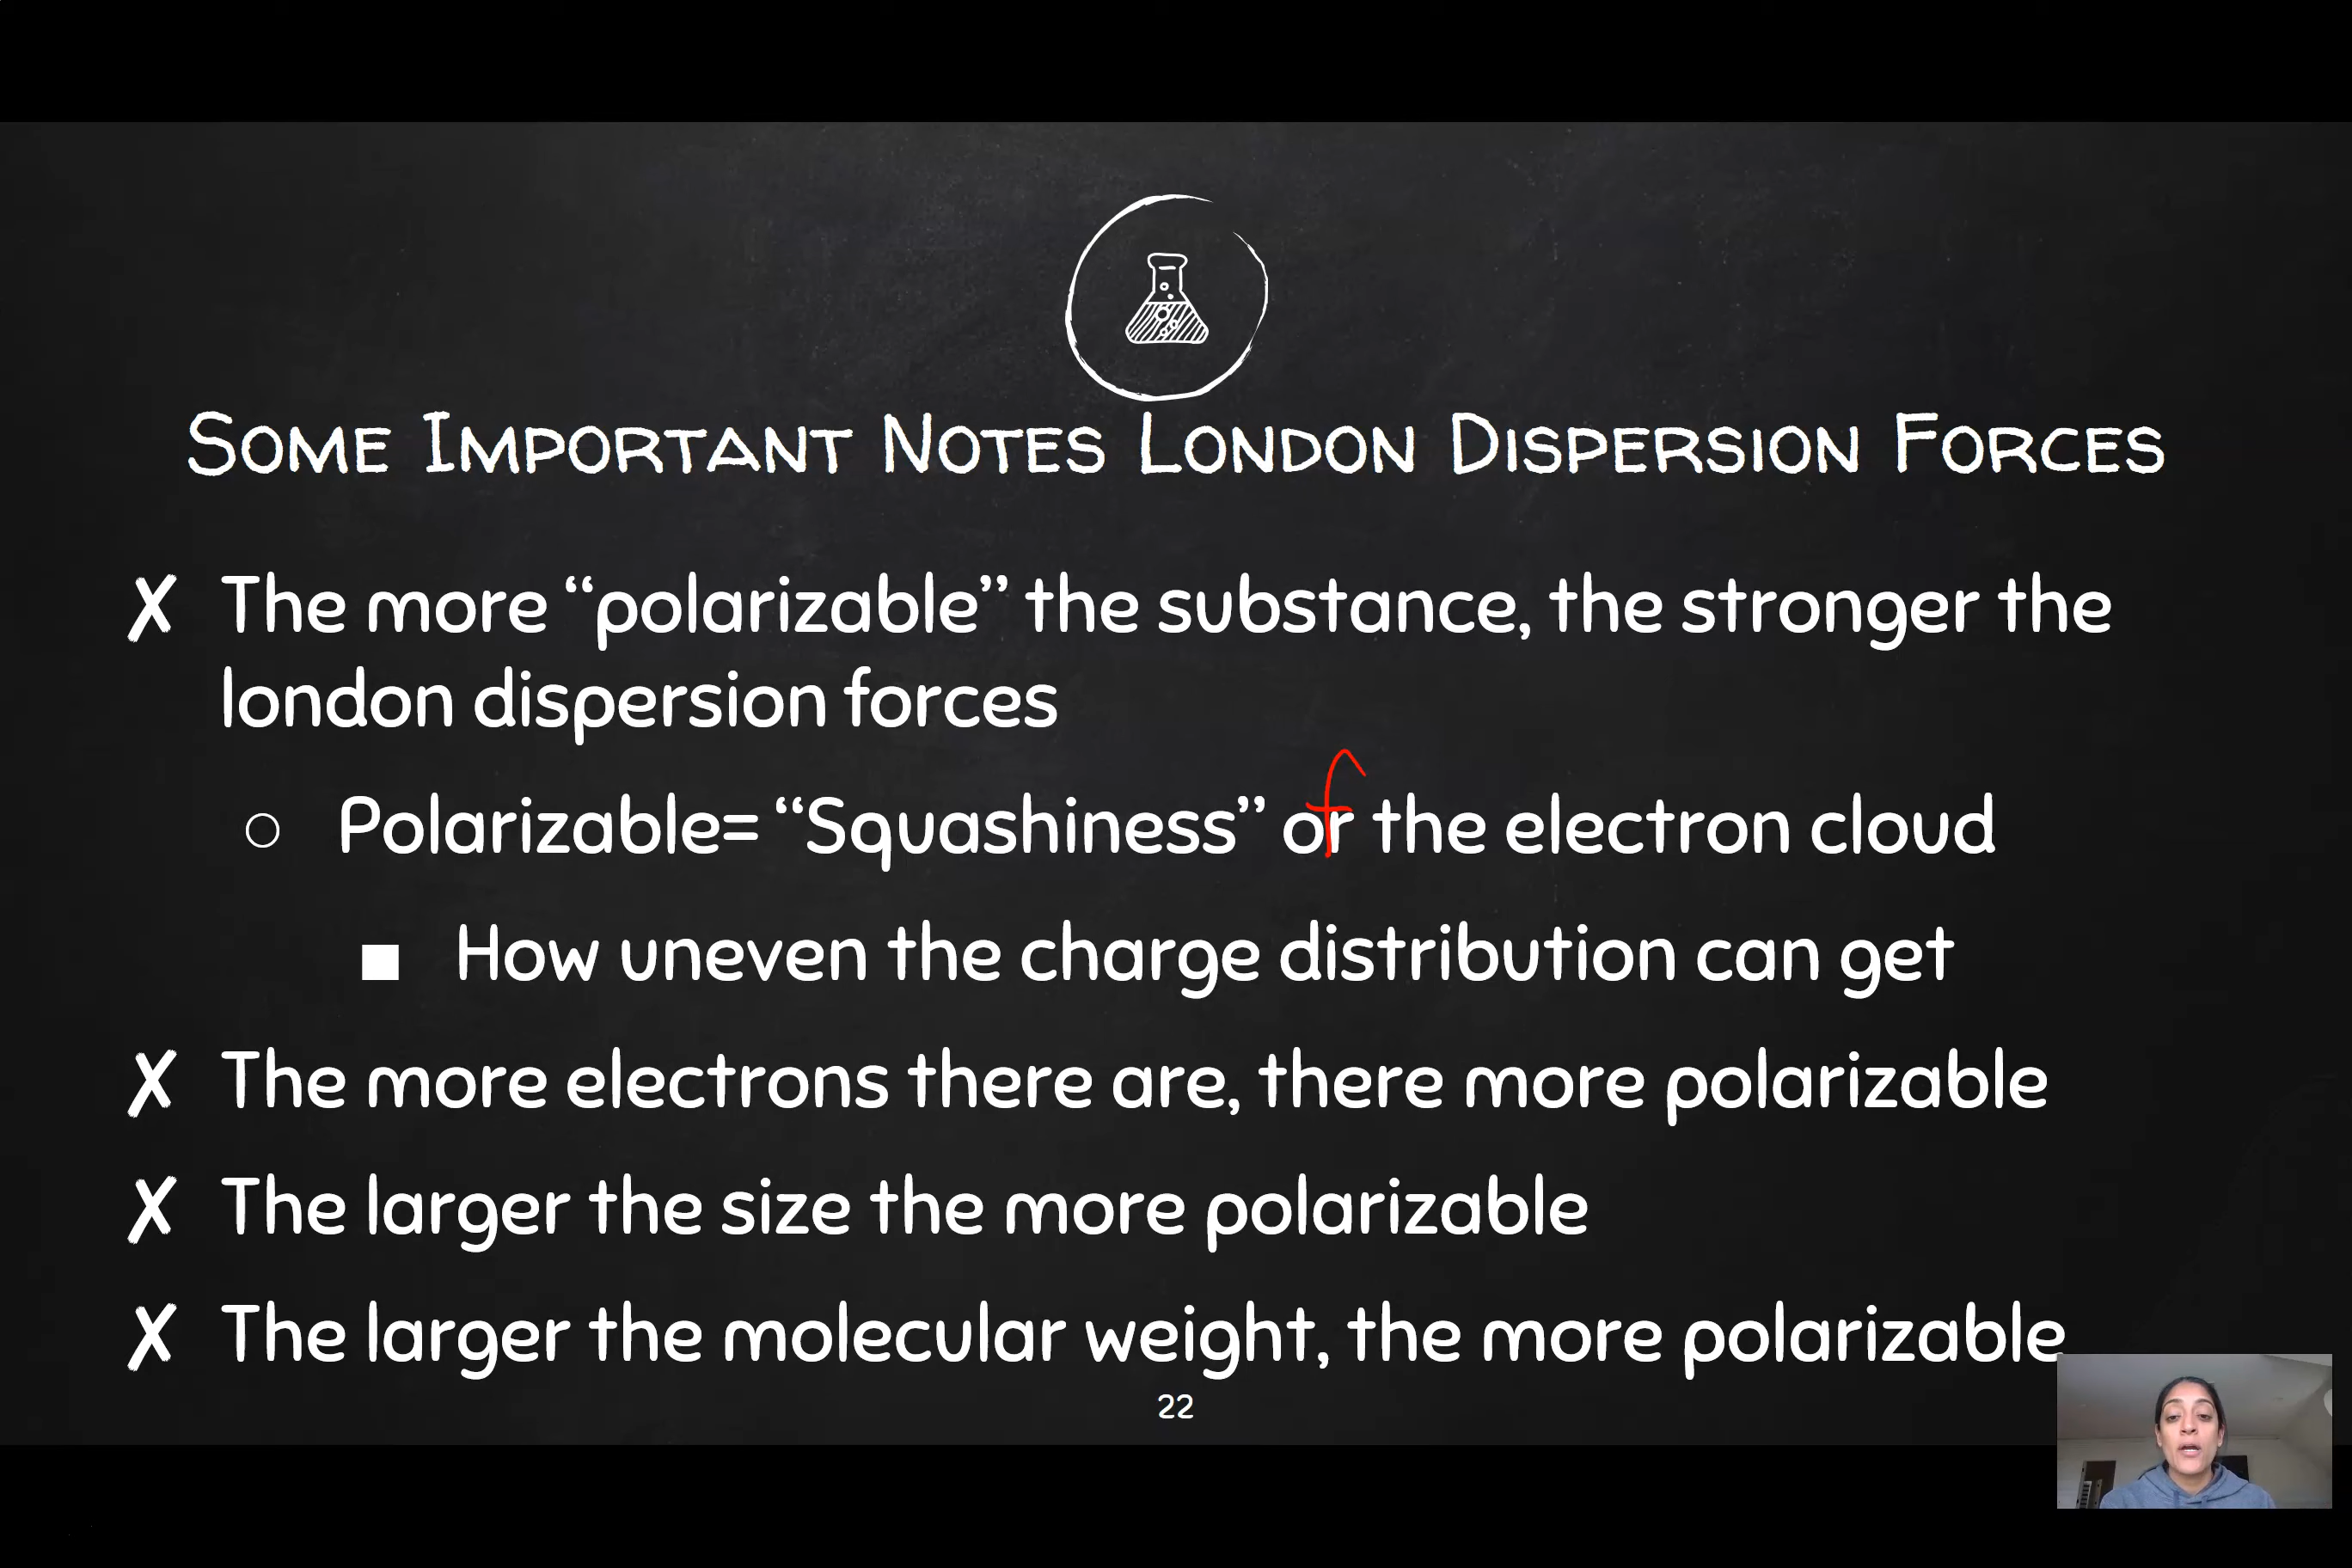 Some Important Notes London Dispersion Forces
✗ The more “polarizable” the substance, the stronger the
london dispersion forces
○ Polarizable= “Squashiness” or the electron cloud
f
■ How uneven the charge distribution can get
✗ The more electrons there are, there more polarizable
✗ The larger the size the more polarizable
✗ The larger the molecular weight, the more polarizable
22